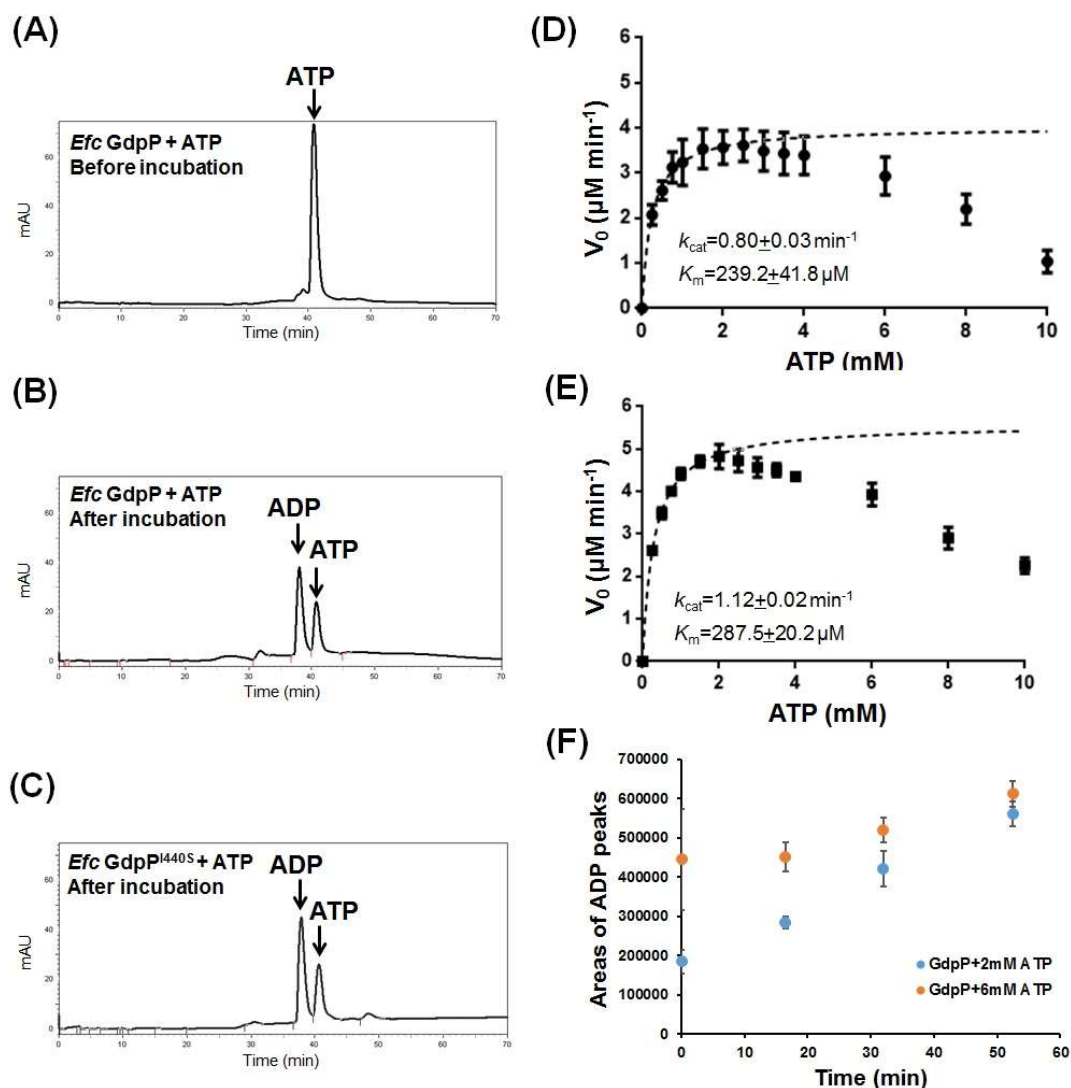 (A)
ATP
Efc GdpP + ATP
Before incubation
mAU
60
40
20
0
0 10 20 30 40 50 60 70
Time (min)
(B)
Efc GdpP + ATP
After incubation
ADP
ATP
mAU
60
40
20
0
0 10 20 30 40 50 60 70
Time (min)
(C)
Efc GdpPI440S + ATP
After incubation
ADP
ATP
mAU
60
40
20
0
0 10 20 30 40 50 60 70
Time (min)
(D)
V0 (µM min-1)
6
5
4
3
2
1
0
kcat=0.80±0.03 min-1
Km=239.2±41.8 µM
0 2 4 6 8 10
ATP (mM)
(E)
V0 (µM min-1)
6
5
4
3
2
1
0
kcat=1.12±0.02 min-1
Km=287.5±20.2 µM
0 2 4 6 8 10
ATP (mM)
(F)
Areas of ADP peaks
700000
600000
500000
400000
300000
200000
100000
0
GdpP+2mM ATP
GdpP+6mM ATP
0 10 20 30 40 50 60
Time (min)